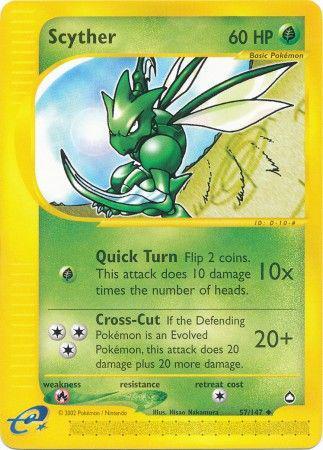 Scyther
60 HP
Basic Pokémon
ID: D-10-#
Quick Turn Flip 2 coins.
This attack does 10 damage
times the number of heads.
10x
Cross-Cut If the Defending
Pokémon is an Evolved
Pokémon, this attack does 20
damage plus 20 more damage.
20+
weakness
resistance
retreat cost
e
© 2002 Pokémon / Nintendo
Illus. Hisao Nakamura
57/147